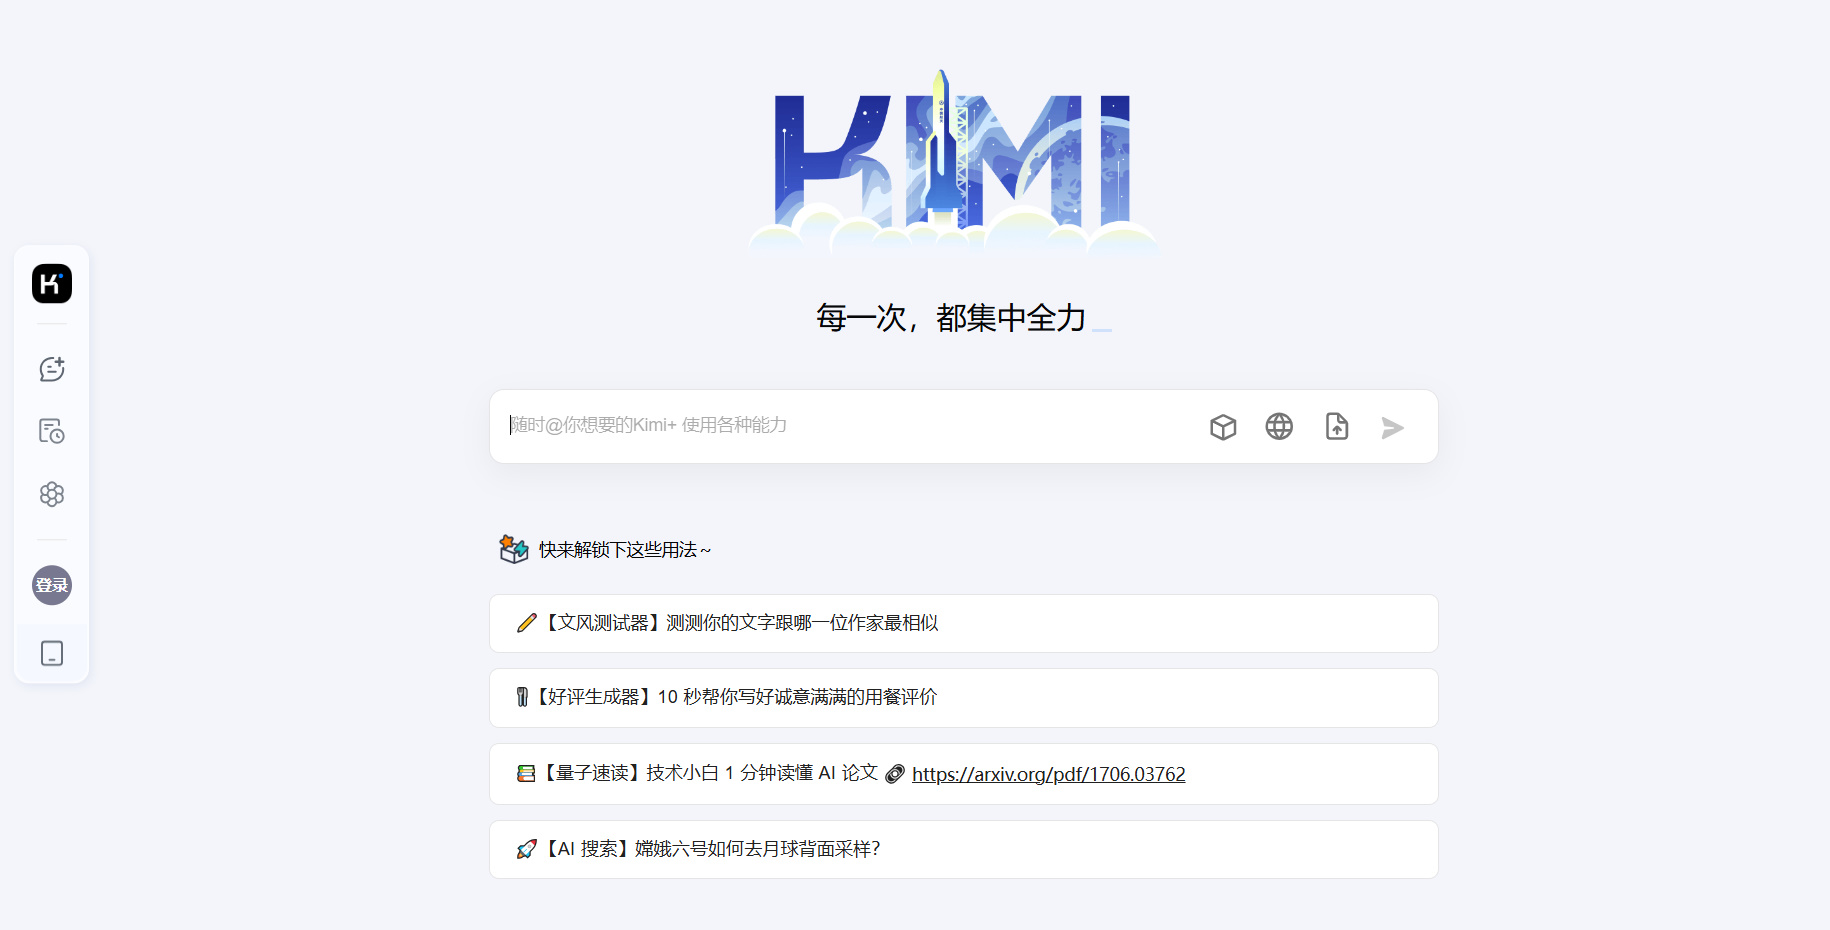 KIMI
每一次，都集中全力_
随时@你想要的Kimi+ 使用各种能力
登录
快来解锁下这些用法～
【文风测试器】测测你的文字跟哪一位作家最相似
【好评生成器】10 秒帮你写好诚意满满的用餐评价
【量子速读】技术小白 1 分钟读懂 AI 论文 https://arxiv.org/pdf/1706.03762
【AI 搜索】嫦娥六号如何去月球背面采样？